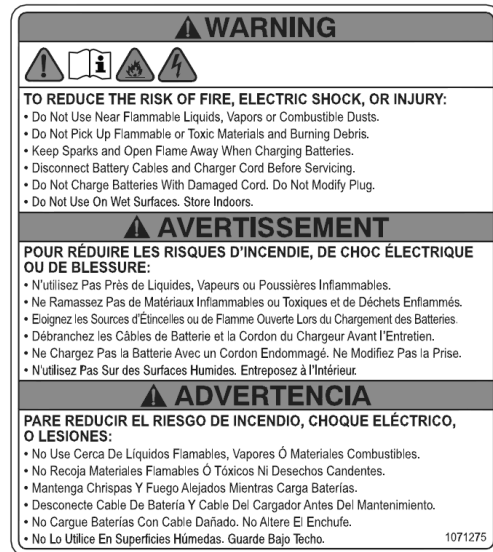 WARNING
TO REDUCE THE RISK OF FIRE, ELECTRIC SHOCK, OR INJURY:
• Do Not Use Near Flammable Liquids, Vapors or Combustible Dusts.
• Do Not Pick Up Flammable or Toxic Materials and Burning Debris.
• Keep Sparks and Open Flame Away When Charging Batteries.
• Disconnect Battery Cables and Charger Cord Before Servicing.
• Do Not Charge Batteries With Damaged Cord. Do Not Modify Plug.
• Do Not Use On Wet Surfaces. Store Indoors.
AVERTISSEMENT
POUR RÉDUIRE LES RISQUES D'INCENDIE, DE CHOC ÉLECTRIQUE
OU DE BLESSURE:
• N'utilisez Pas Près de Liquides, Vapeurs ou Poussières Inflammables.
• Ne Ramassez Pas de Matériaux Inflammables ou Toxiques et de Déchets Enflammés.
• Eloignez les Sources d'Étincelles ou de Flamme Ouverte Lors du Chargement des Batteries.
• Débranchez les Câbles de Batterie et la Cordon du Chargeur Avant l'Entretien.
• Ne Chargez Pas la Batterie Avec un Cordon Endommagé. Ne Modifiez Pas la Prise.
• N'utilisez Pas Sur des Surfaces Humides. Entreposez à l'Intérieur.
ADVERTENCIA
PARE REDUCIR EL RIESGO DE INCENDIO, CHOQUE ELÉCTRICO,
O LESIONES:
• No Use Cerca De Líquidos Flamables, Vapores Ó Materiales Combustibles.
• No Recoja Materiales Flamables Ó Tóxicos Ni Desechos Candentes.
• Mantenga Chrispas Y Fuego Alejados Mientras Carga Baterías.
• Desconecte Cable De Batería Y Cable Del Cargador Antes Del Mantenimiento.
• No Cargue Baterías Con Cable Dañado. No Altere El Enchufe.
• No Lo Utilice En Superficies Húmedas. Guarde Bajo Techo. 1071275